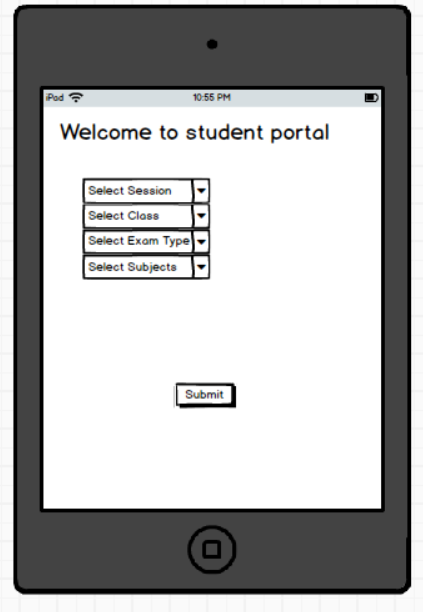 iPod 10:55 PM
Welcome to student portal
Select Session
Select Class
Select Exam Type
Select Subjects
Submit